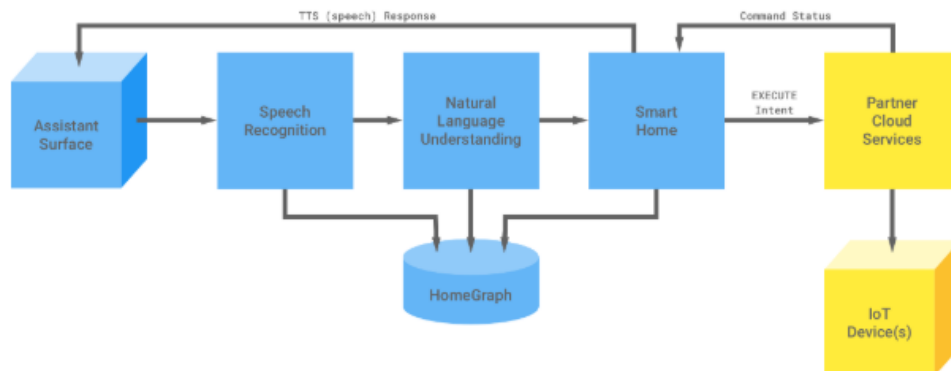 TTS (speech) Response
Command Status
Assistant
Surface
Speech
Recognition
Natural
Language
Understanding
Smart
Home
EXECUTE
Intent
Partner
Cloud
Services
HomeGraph
IoT
Device(s)